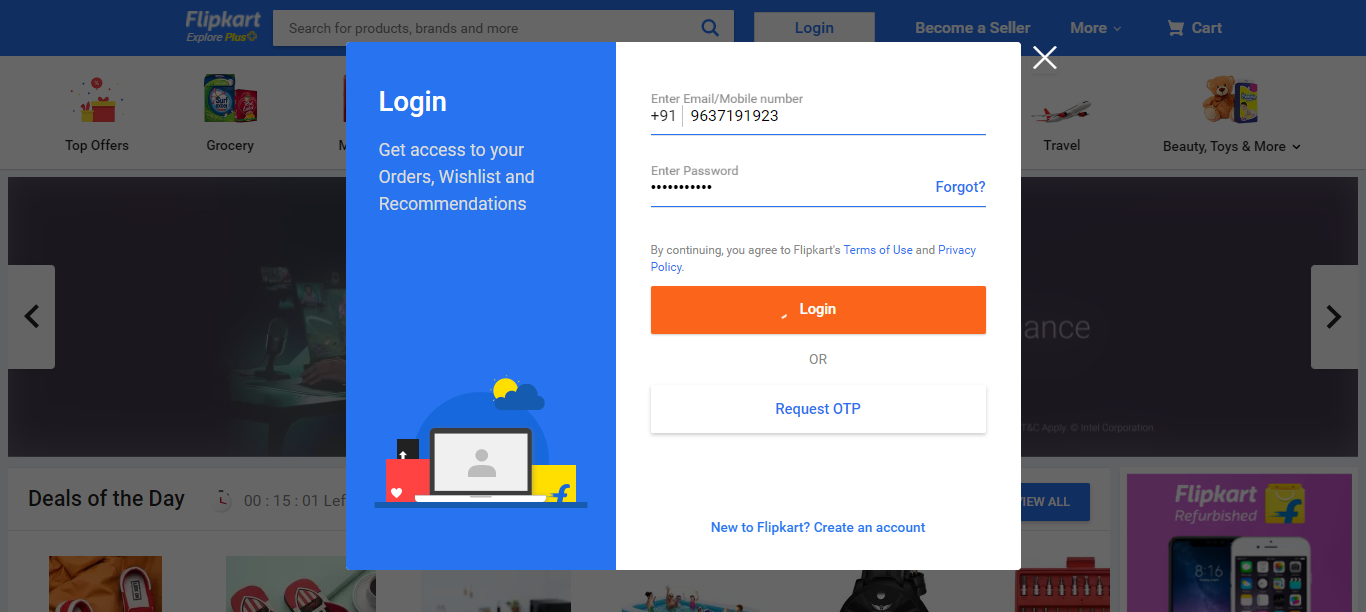 Flipkart
Explore Plus
Search for products, brands and more
Login
Become a Seller
More
Cart
Top Offers
Grocery
M
Travel
Beauty, Toys & More
Login
Get access to your
Orders, Wishlist and
Recommendations
Enter Email/Mobile number
+91 9637191923
Enter Password
•••••••••••
Forgot?
By continuing, you agree to Flipkart's Terms of Use and Privacy
Policy.
Login
OR
Request OTP
New to Flipkart? Create an account
ance
T&C Apply. © Intel Corporation
Deals of the Day
00 : 15 : 01 Lef
IEW ALL
Flipkart
Refurbished